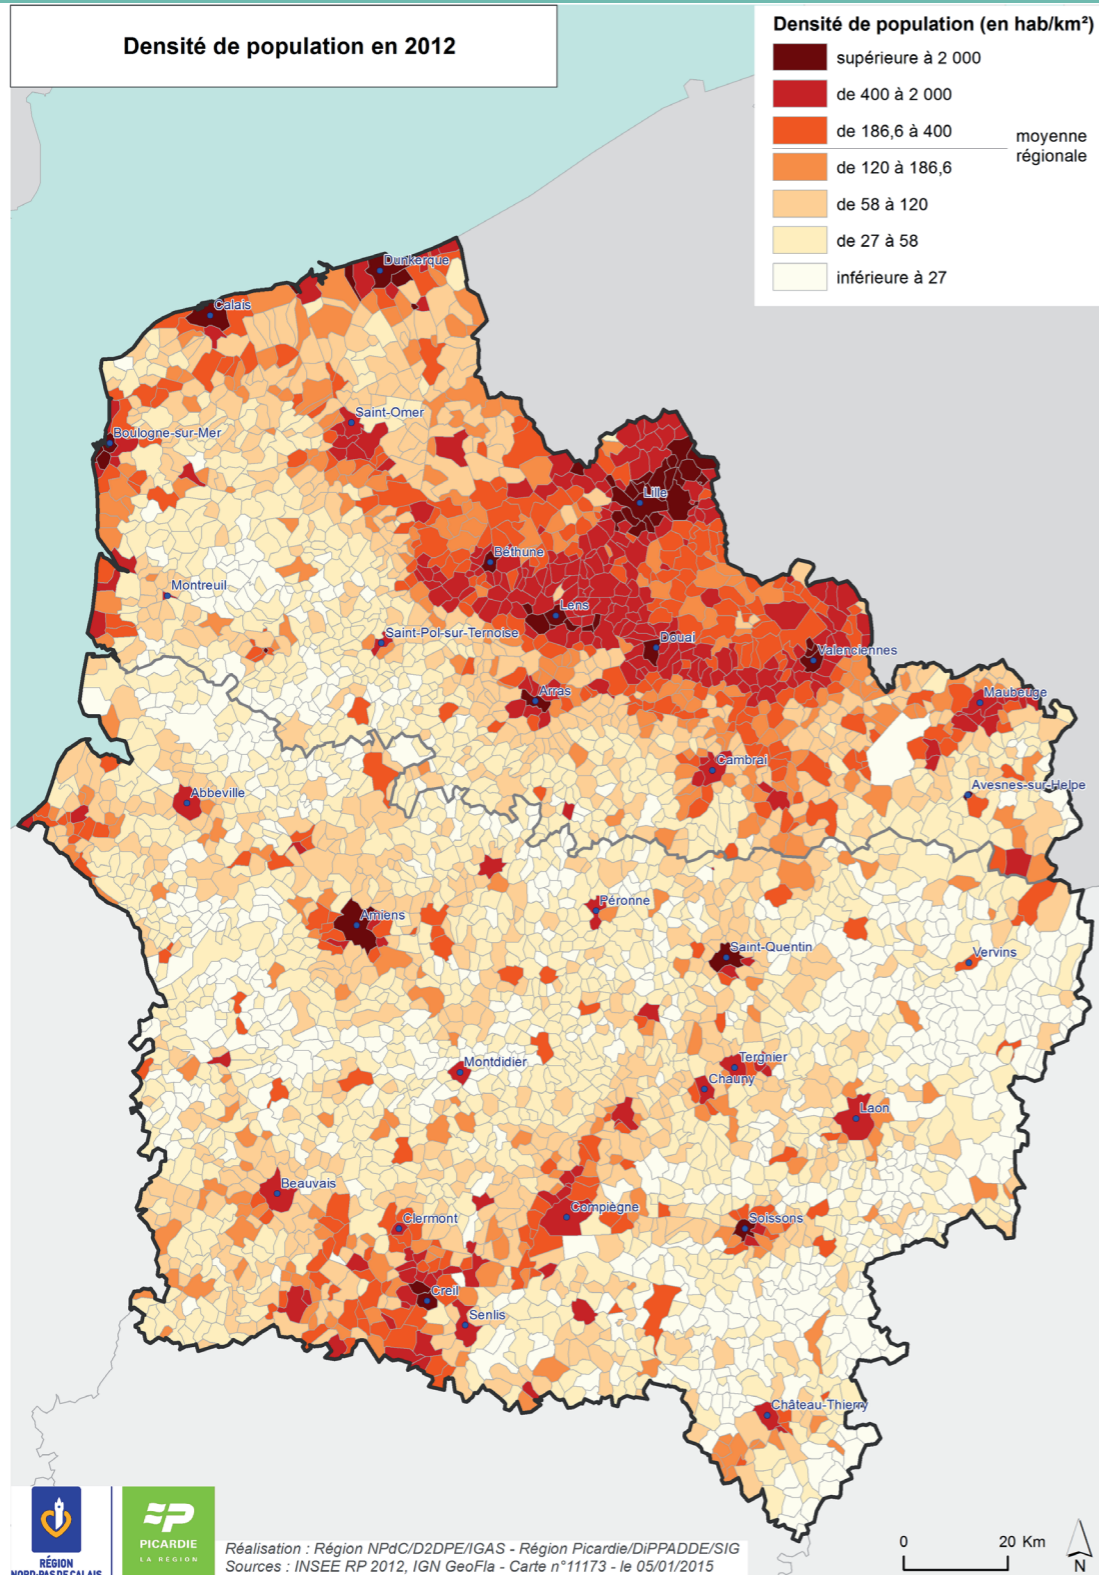 Densité de population en 2012
Densité de population (en hab/km²)
supérieure à 2 000
de 400 à 2 000
de 186,6 à 400
moyenne
régionale
de 120 à 186,6
de 58 à 120
de 27 à 58
inférieure à 27
Dunkerque
Calais
Saint-Omer
Boulogne-sur-Mer
Lille
Béthune
Montreuil
Lens
Saint-Pol-sur-Ternoise
Douai
Valenciennes
Arras
Maubeuge
Cambrai
Avesnes-sur-Helpe
Abbeville
Péronne
Amiens
Saint-Quentin
Vervins
Montdidier
Tergnier
Chauny
Laon
Beauvais
Compiègne
Clermont
Soissons
Creil
Senlis
Château-Thierry
RÉGION
NORD-PAS DE CALAIS
PICARDIE
LA RÉGION
Réalisation : Région NPdC/D2DPE/IGAS - Région Picardie/DiPPADDE/SIG
Sources : INSEE RP 2012, IGN GeoFla - Carte n°11173 - le 05/01/2015
0 20 Km
N